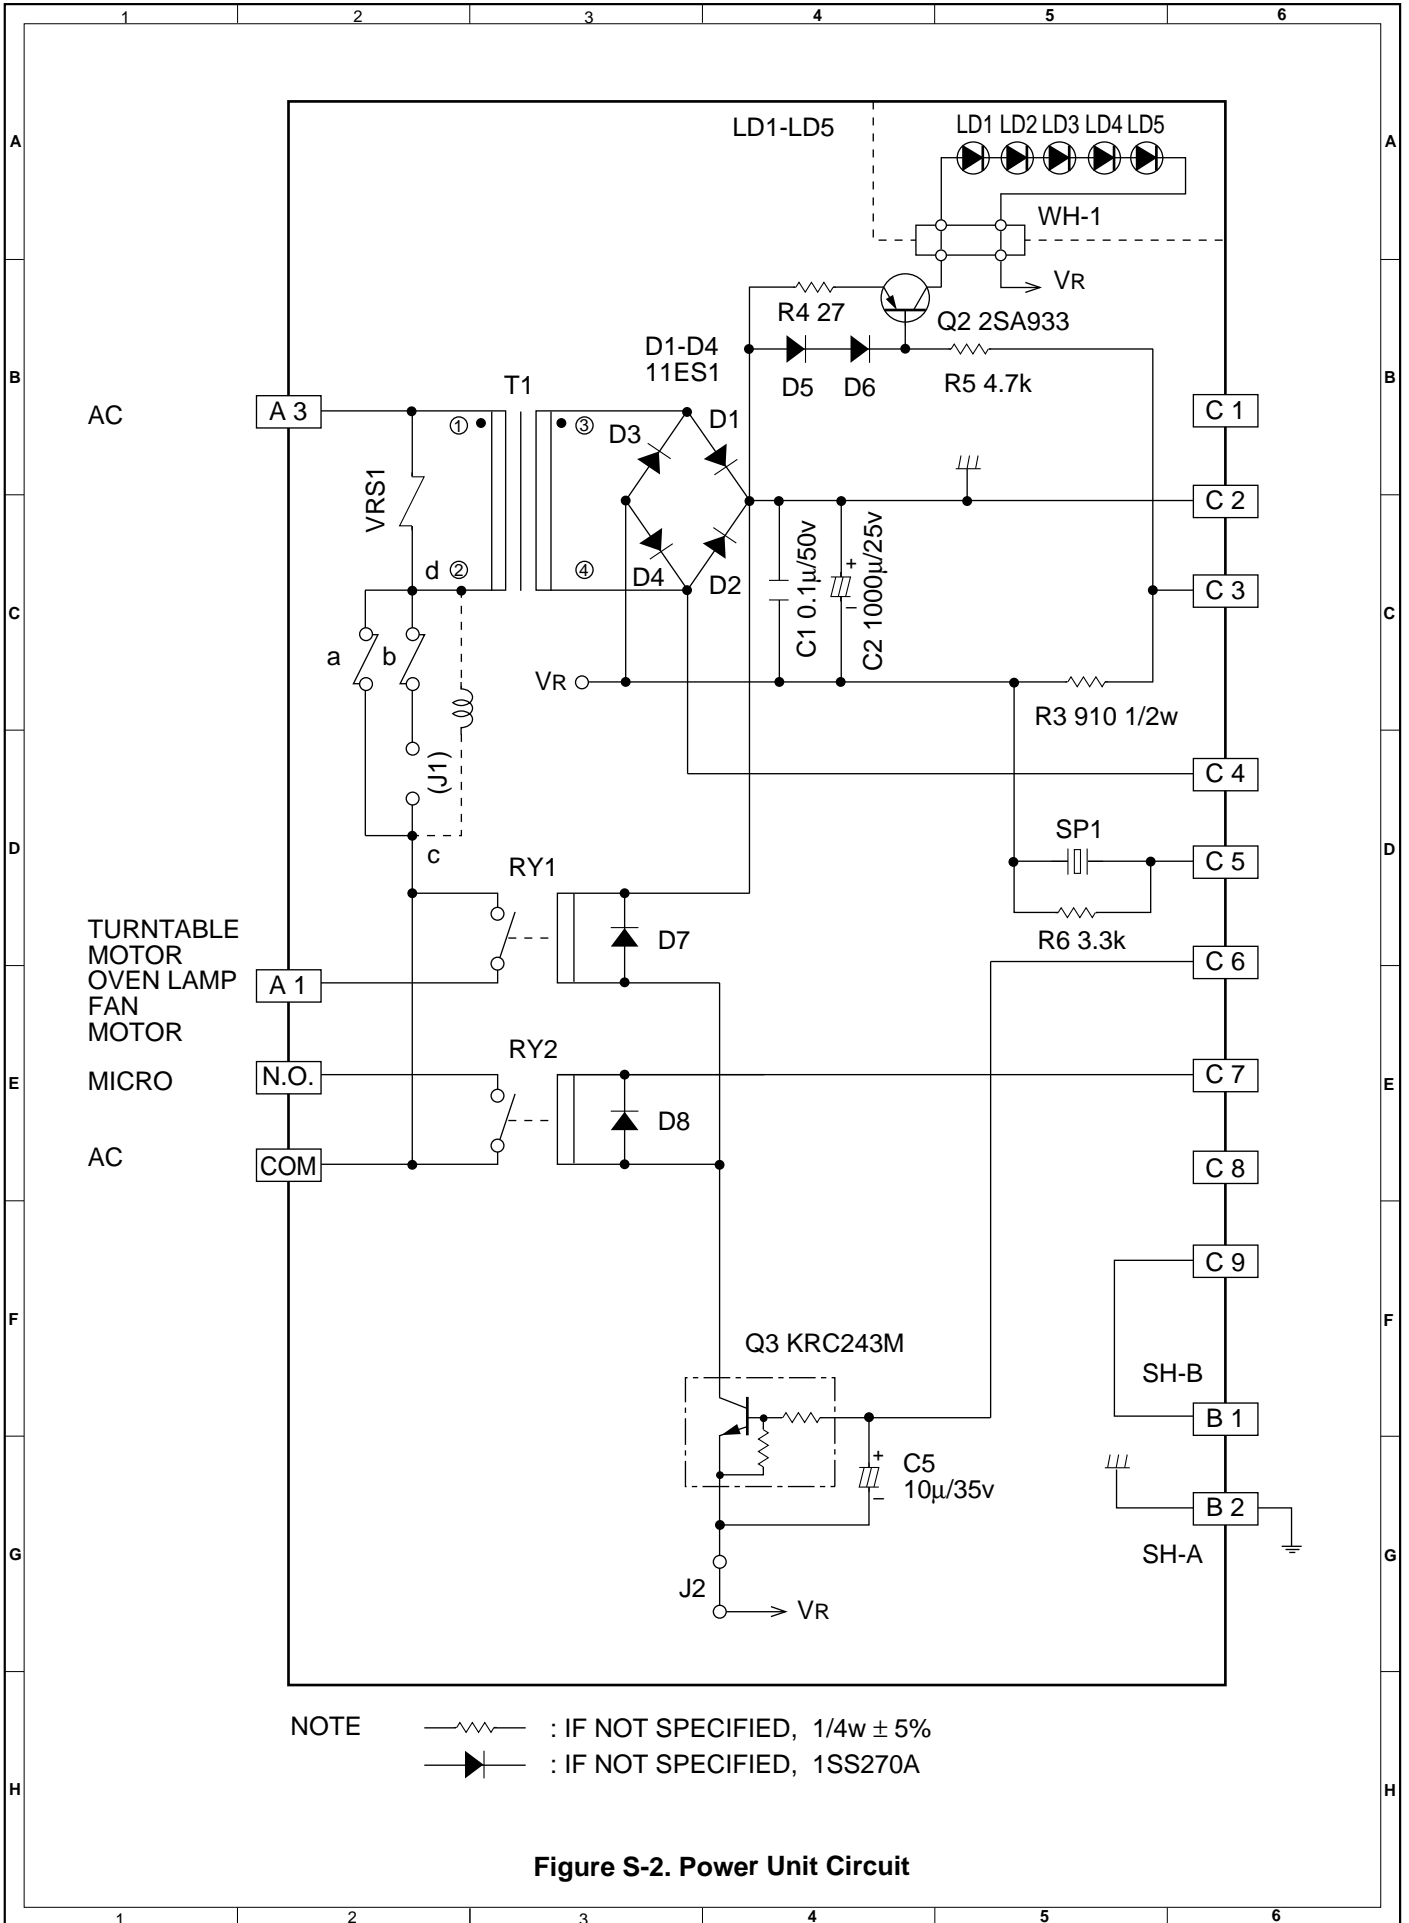 1 2 3 4 5 6
A A
LD1-LD5
LD1 LD2 LD3 LD4 LD5
WH-1
VR
R4 27
Q2 2SA933
D1-D4
11ES1
B B
D5 D6
R5 4.7k
T1
AC
A 3
① ③
D3 D1
C 1
VRS1
C 2
d ②
④
D4 D2
C1 0.1µ/50v
+
−
C2 1000µ/25v
C 3
C C
a b
VR
R3 910 1/2w
(J1)
C 4
SP1
D D
c
RY1
C 5
TURNTABLE
MOTOR
OVEN LAMP
FAN
MOTOR
D7
R6 3.3k
C 6
A 1
RY2
E E
MICRO
N.O.
C 7
D8
AC
COM
C 8
C 9
F F
Q3 KRC243M
SH-B
B 1
+
−
C5
10µ/35v
B 2
G G
SH-A
J2
VR
NOTE
: IF NOT SPECIFIED, 1/4w ± 5%
: IF NOT SPECIFIED, 1SS270A
H H
Figure S-2. Power Unit Circuit
1 2 3 4 5 6